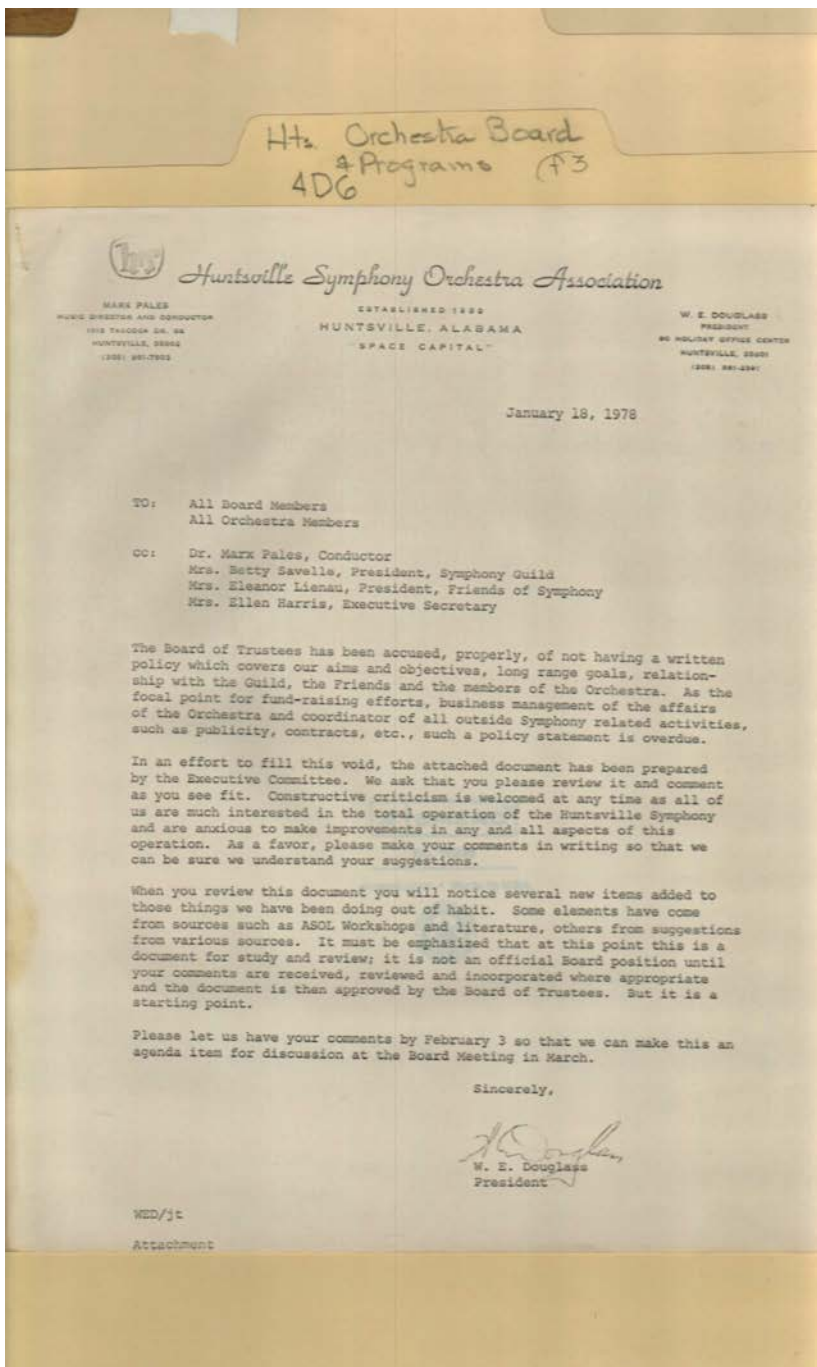 Hts. Orchestra Board
& Programs
4D6
hso
Huntsville Symphony Orchestra Association
MARX PALES
MUSIC DIRECTOR AND CONDUCTOR
HUNTSVILLE,
ESTABLISHED
HUNTSVILLE, ALABAMA
"SPACE CAPITAL"
W. E. DOUGLASS
PRESIDENT
HOLIDAY OFFICE CENTER
HUNTSVILLE,
January 18, 1978
TO: All Board Members
All Orchestra Members
cc: Dr. Marx Pales, Conductor
Mrs. Betty Savelle, President, Symphony Guild
Mrs. Eleanor Lienau, President, Friends of Symphony
Mrs. Ellen Harris, Executive Secretary
The Board of Trustees has been accused, properly, of not having a written
policy which covers our aims and objectives, long range goals, relation-
ship with the Guild, the Friends and the members of the Orchestra. As the
focal point for fund-raising efforts, business management of the affairs
of the Orchestra and coordinator of all outside Symphony related activities,
such as publicity, contracts, etc., such a policy statement is overdue.
In an effort to fill this void, the attached document has been prepared
by the Executive Committee. We ask that you please review it and comment
as you see fit. Constructive criticism is welcomed at any time as all of
us are much interested in the total operation of the Huntsville Symphony
and are anxious to make improvements in any and all aspects of this
operation. As a favor, please make your comments in writing so that we
can be sure we understand your suggestions.
When you review this document you will notice several new items added to
those things we have been doing out of habit. Some elements have come
from sources such as ASOL Workshops and literature, others from suggestions
from various sources. It must be emphasized that at this point this is a
document for study and review; it is not an official Board position until
your comments are received, reviewed and incorporated where appropriate
and the document is then approved by the Board of Trustees. But it is a
starting point.
Please let us have your comments by February 3 so that we can make this an
agenda item for discussion at the Board Meeting in March.
Sincerely,
W. E. Douglass
President
WED/jt
Attachment